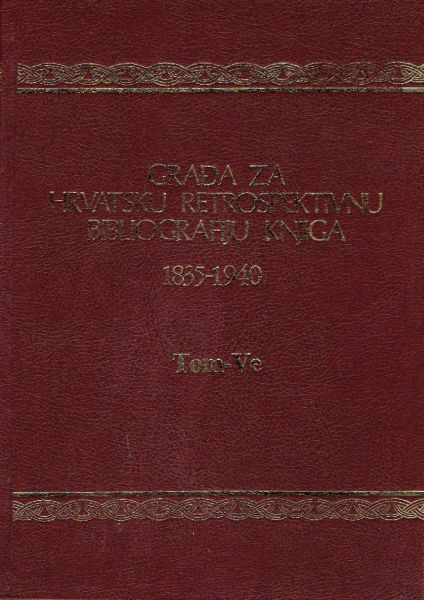 GRAĐA ZA
HRVATSKU RETROSPEKTIVNU
BIBLIOGRAFIJU KNJIGA
1835-1940
Tom-Ve